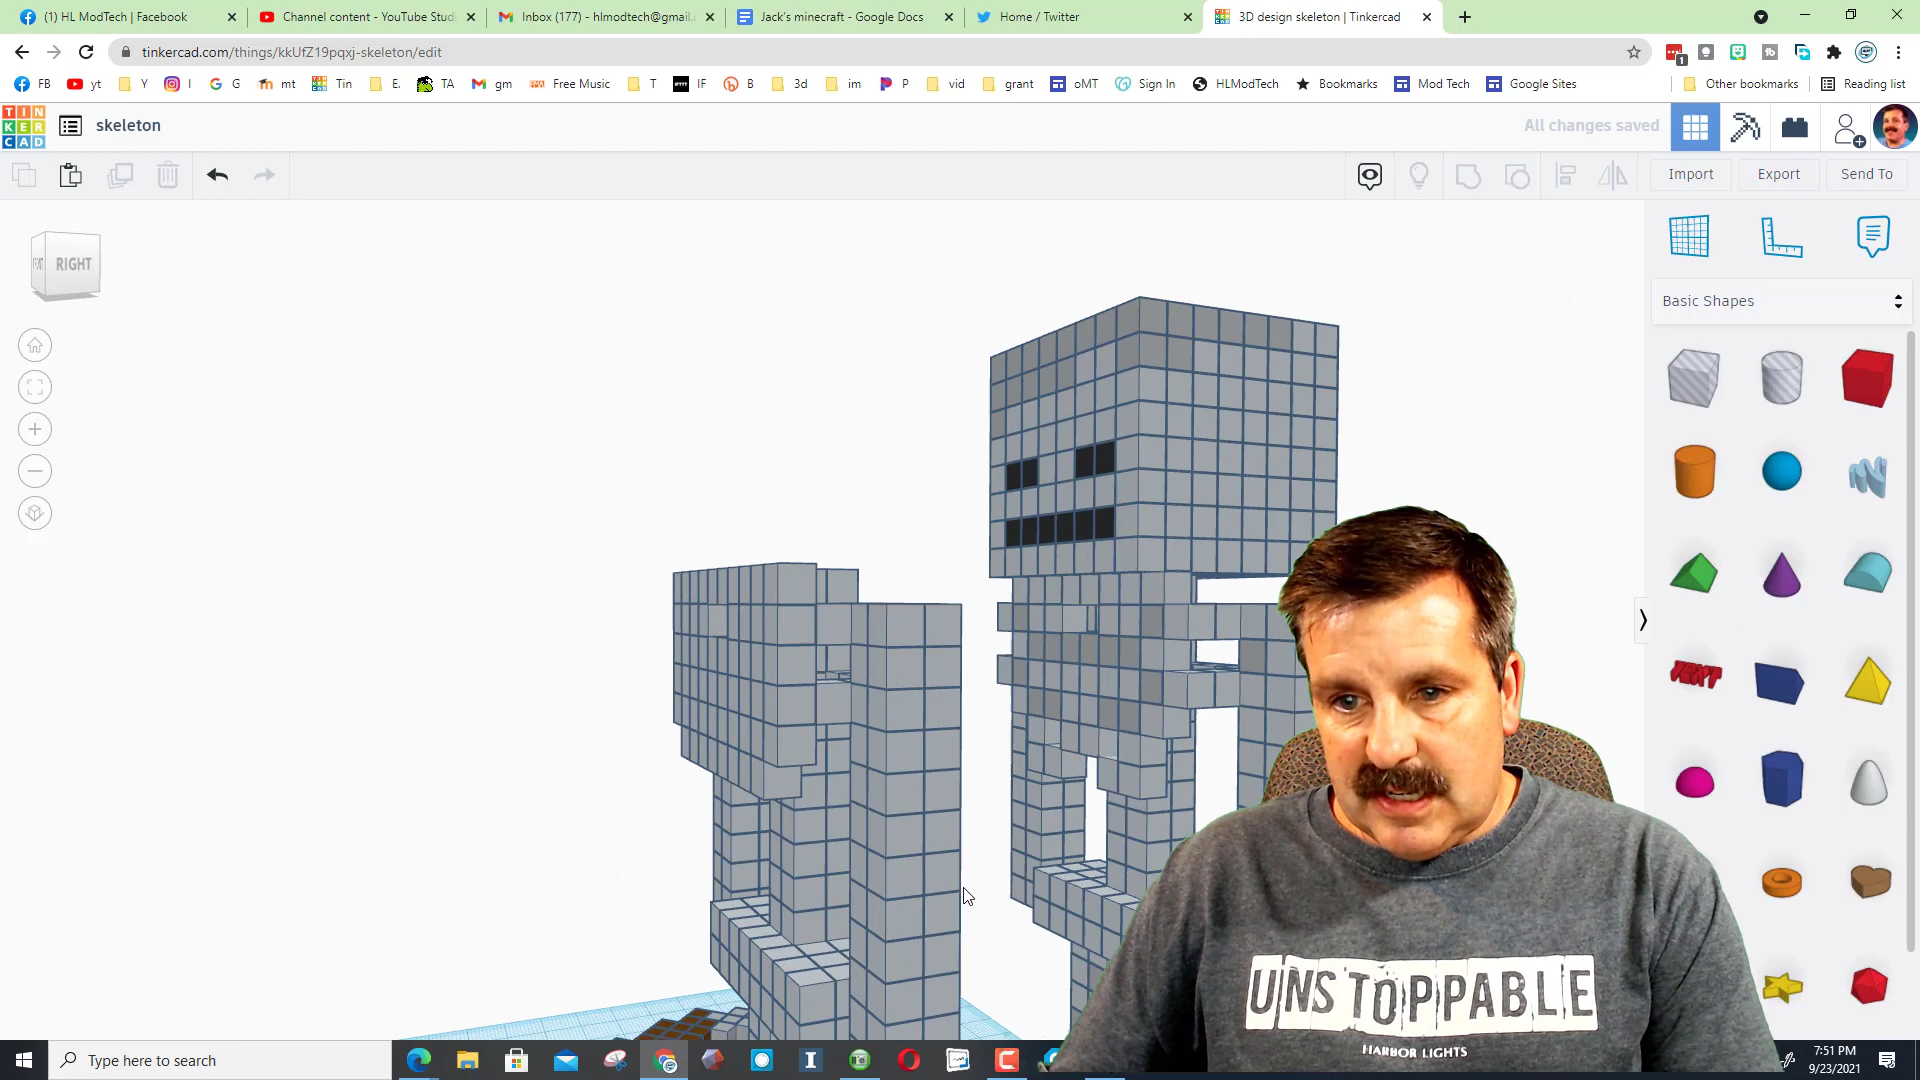 (1) HL ModTech | Facebook
Channel content - YouTube Studi
Inbox (177) - hlmodtech@gmail.
Jack's minecraft - Google Docs
Home / Twitter
3D design skeleton | Tinkercad
tinkercad.com/things/kkUfZ19pqxj-skeleton/edit
FB yt Y I G mt Tin E. TA gm Free Music T IF B 3d im P vid grant oMT Sign In HLModTech Bookmarks Mod Tech Google Sites Other bookmarks Reading list
TIN
KER
CAD
skeleton
All changes saved
Import Export Send To
RIGHT
Basic Shapes
TEXT
UNSTOPPABLE
HARBOR LIGHTS
Type here to search
7:51 PM
9/23/2021